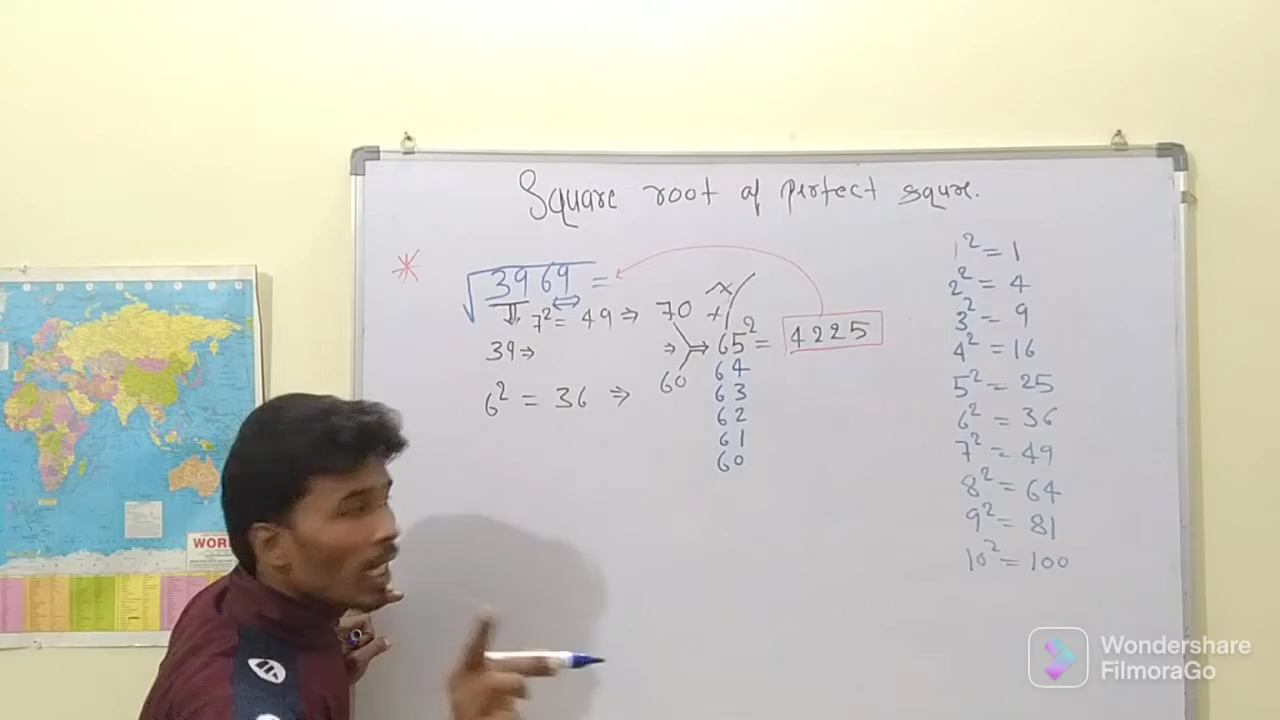 Square root of perfect squre.
* √3969 =
7² = 49 ⇒ 70
39 ⇒
6² = 36 ⇒ 60
⇒ 65² = 4225
64
63
62
61
60
1² = 1
2² = 4
3² = 9
4² = 16
5² = 25
6² = 36
7² = 49
8² = 64
9² = 81
10² = 100
WORL
Wondershare
FilmoraGo